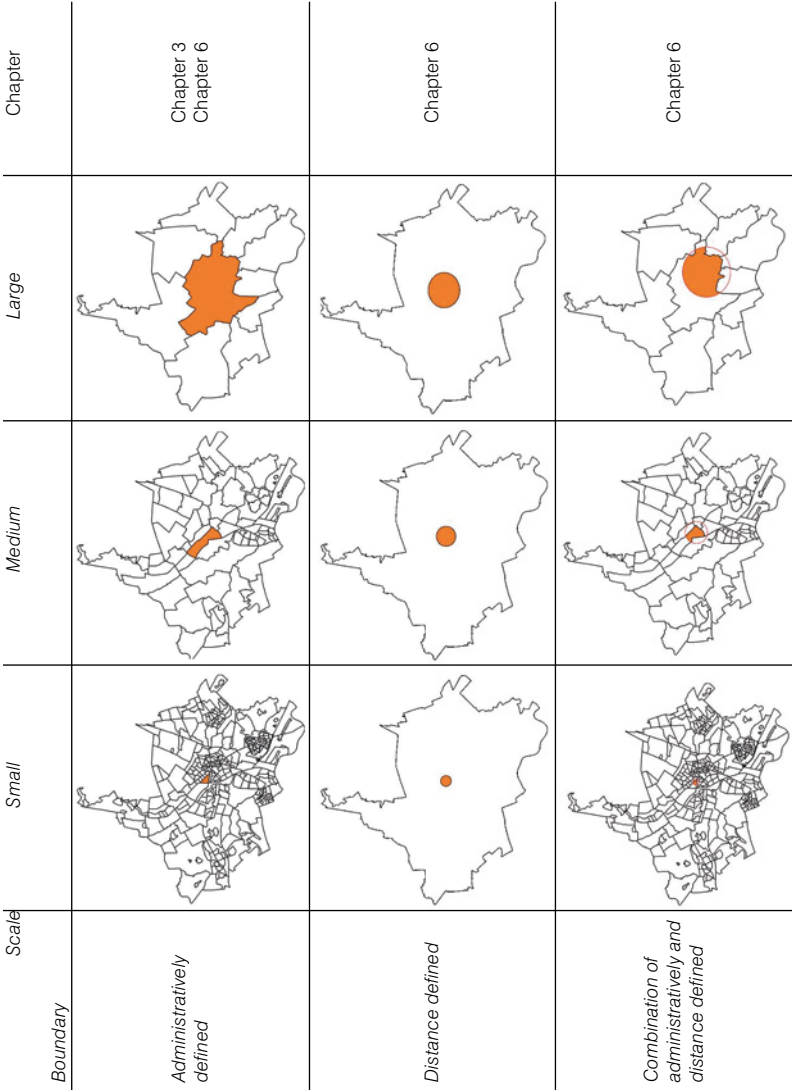 Scale
Small
Medium
Large
Chapter
Boundary
Administratively
defined
Chapter 3
Chapter 6
Distance defined
Chapter 6
Combination of
administratively and
distance defined
Chapter 6